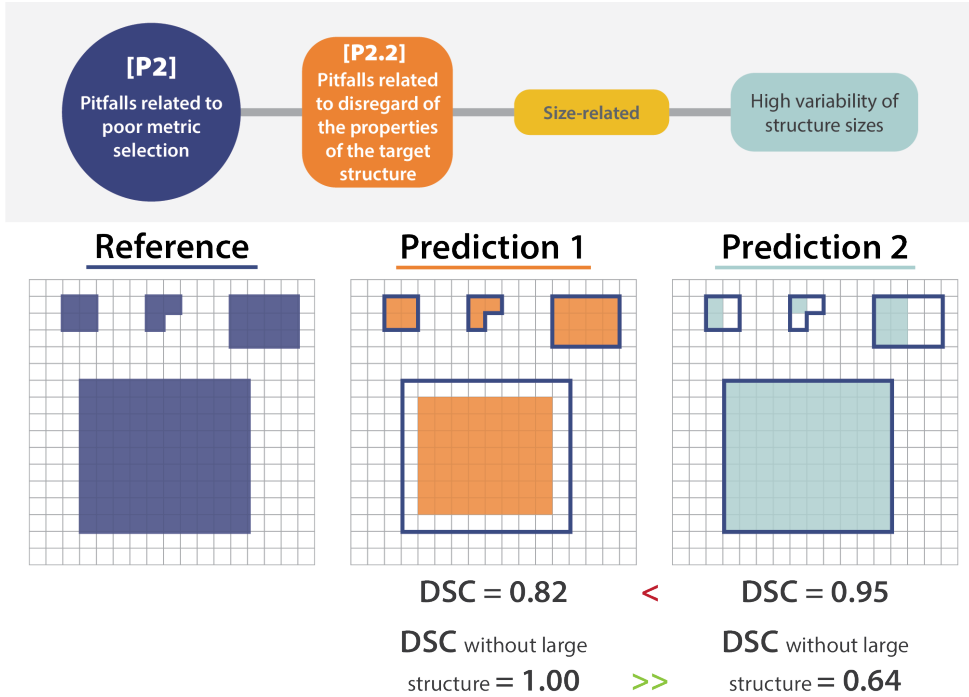 [P2]
Pitfalls related to
poor metric
selection
[P2.2]
Pitfalls related
to disregard of
the properties
of the target
structure
Size-related
High variability of
structure sizes
Reference
Prediction 1
Prediction 2
DSC = 0.82 < DSC = 0.95
DSC without large
structure = 1.00
>>
DSC without large
structure = 0.64